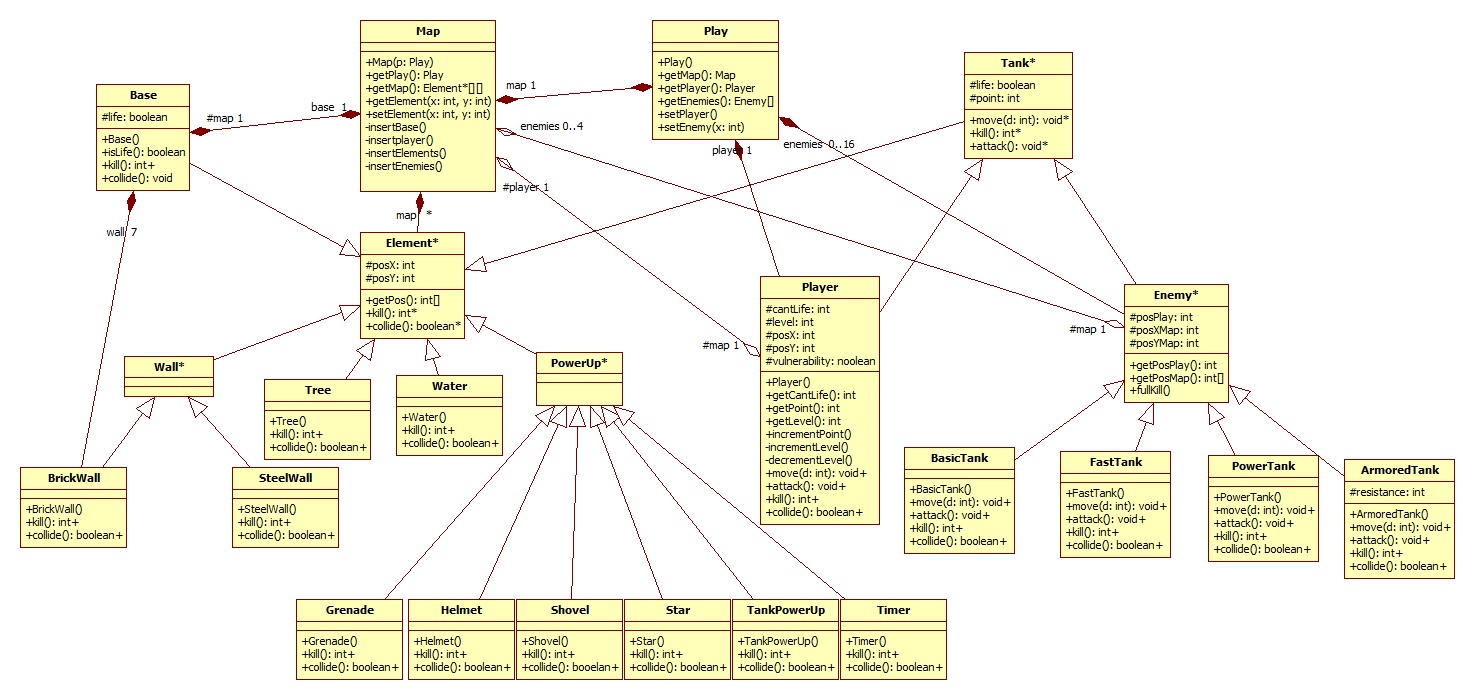 Map
+Map(p: Play)
+getPlay(): Play
+getMap(): Element*[][]
+getElement(x: int, y: int)
+setElement(x: int, y: int)
-insertBase()
-insertplayer()
-insertElements()
-insertEnemies()
Play
+Play()
+getMap(): Map
+getPlayer(): Player
+getEnemies(): Enemy[]
+setPlayer()
+setEnemy(x: int)
Tank*
#life: boolean
#point: int
+move(d: int): void*
+kill(): int*
+attack(): void*
Base
#life: boolean
+Base()
+isLife(): boolean
+kill(): int+
+collide(): void
#map 1
base 1
map 1
enemies 0..4
#player 1
player 1
enemies 0..16
wall 7
map *
#map 1
#map 1
Element*
#posX: int
#posY: int
+getPos(): int[]
+kill(): int*
+collide(): boolean*
Player
#cantLife: int
#level: int
#posX: int
#posY: int
#vulnerability: noolean
+Player()
+getCantLife(): int
+getPoint(): int
+getLevel(): int
+incrementPoint()
-incrementLevel()
-decrementLevel()
+move(d: int): void+
+attack(): void+
+kill(): int+
+collide(): boolean+
Enemy*
#posPlay: int
#posXMap: int
#posYMap: int
+getPosPlay(): int
+getPosMap(): int[]
+fullKill()
Wall*
Tree
+Tree()
+kill(): int+
+collide(): boolean+
Water
+Water()
+kill(): int+
+collide(): boolean+
PowerUp*
BrickWall
+BrickWall()
+kill(): int+
+collide(): boolean+
SteelWall
+SteelWall()
+kill(): int+
+collide(): boolean+
BasicTank
+BasicTank()
+move(d: int): void+
+attack(): void+
+kill(): int+
+collide(): boolean+
FastTank
+FastTank()
+move(d: int): void+
+attack(): void+
+kill(): int+
+collide(): boolean+
PowerTank
+PowerTank()
+move(d: int): void+
+attack(): void+
+kill(): int+
+collide(): boolean+
ArmoredTank
#resistance: int
+ArmoredTank()
+move(d: int): void+
+attack(): void+
+kill(): int+
+collide(): boolean+
Grenade
+Grenade()
+kill(): int+
+collide(): boolean+
Helmet
+Helmet()
+kill(): int+
+collide(): boolean+
Shovel
+Shovel()
+kill(): int+
+collide(): boolean+
Star
+Star()
+kill(): int+
+collide(): boolean+
TankPowerUp
+TankPowerUp()
+kill(): int+
+collide(): boolean+
Timer
+Timer()
+kill(): int+
+collide(): boolean+